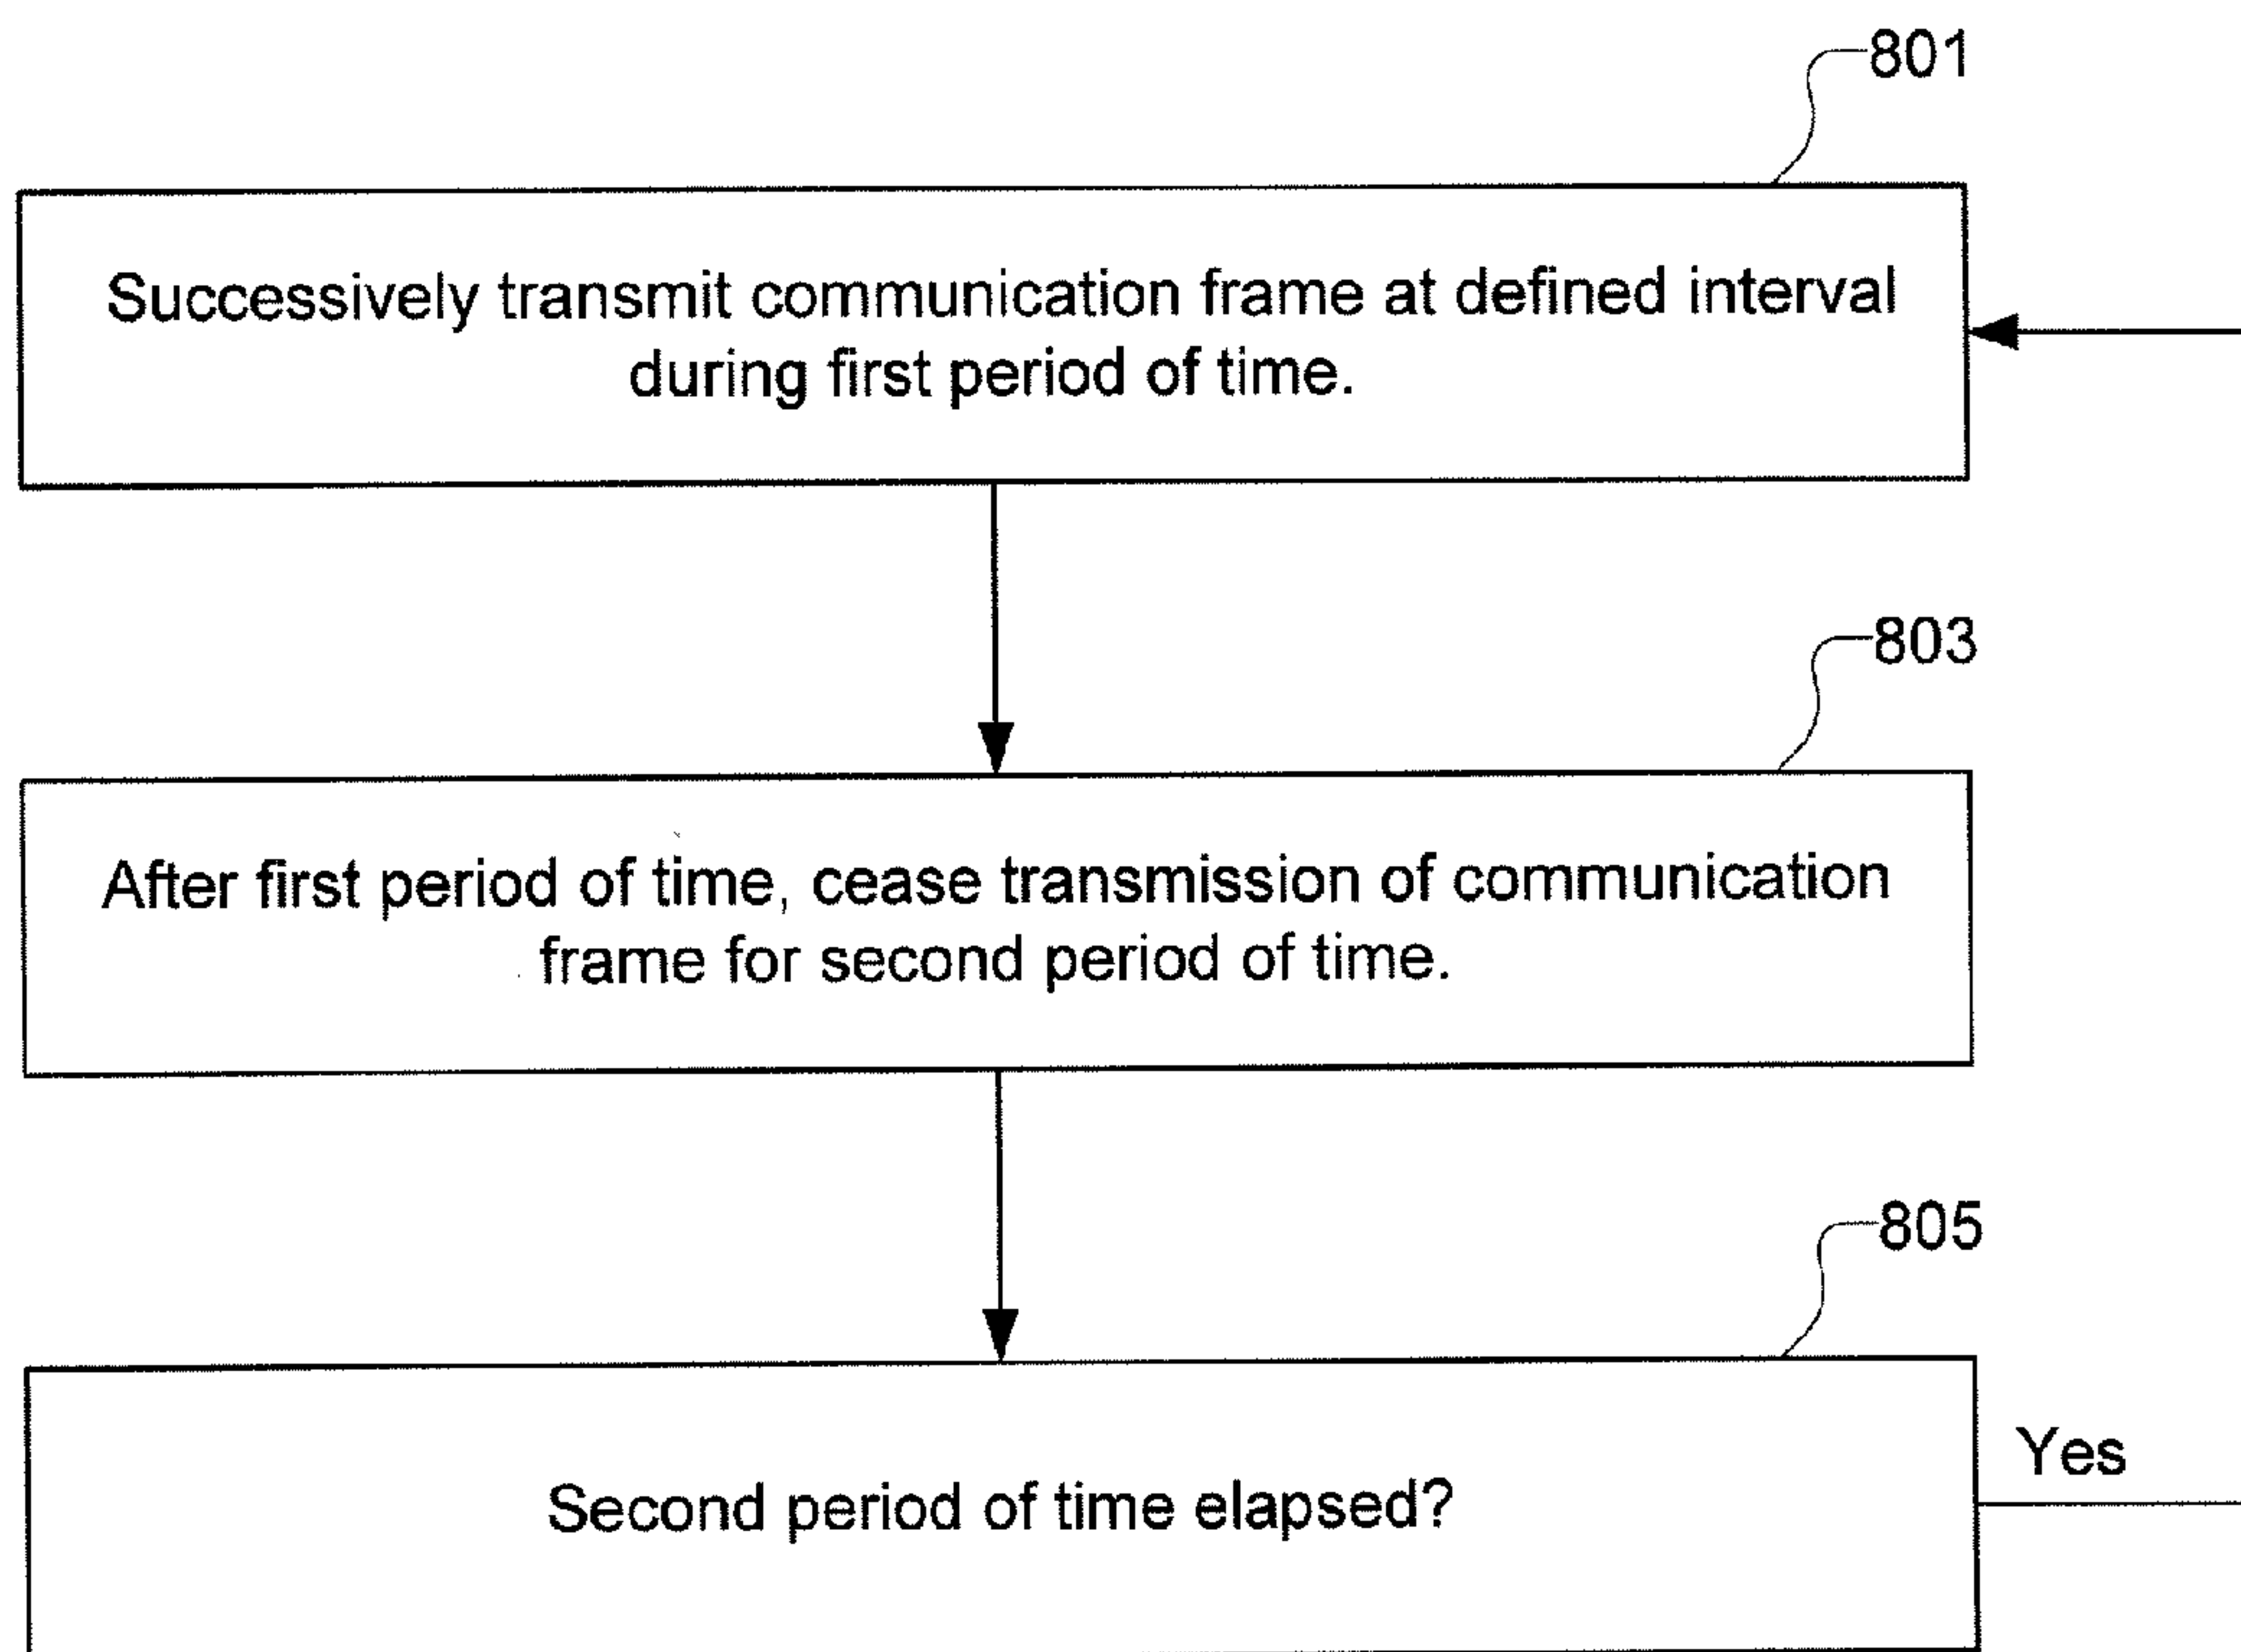 801
Successively transmit communication frame at defined interval
during first period of time.
803
After first period of time, cease transmission of communication
frame for second period of time.
805
Second period of time elapsed?
Yes